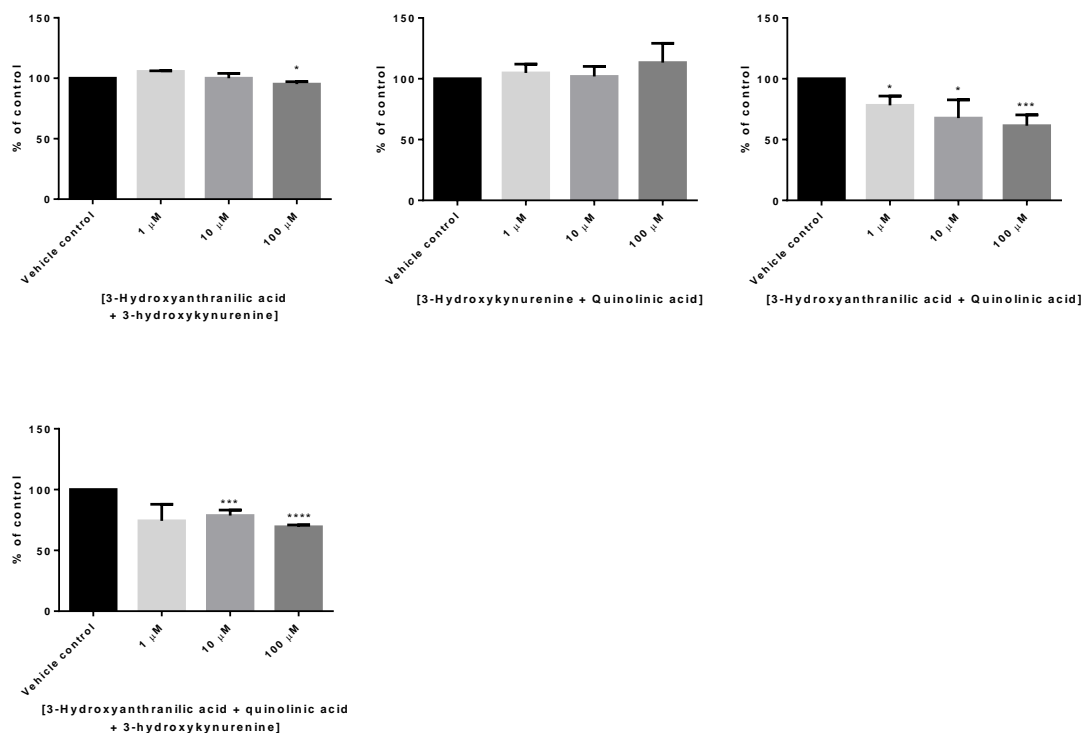 150
100
50
0
% of control
*
Vehicle control
1 μM
10 μM
100 μM
[3-Hydroxyanthranilic acid
+ 3-hydroxykynurenine]
150
100
50
0
% of control
Vehicle control
1 μM
10 μM
100 μM
[3-Hydroxykynurenine + Quinolinic acid]
150
100
50
0
% of control
*
*
***
Vehicle control
1 μM
10 μM
100 μM
[3-Hydroxyanthranilic acid + Quinolinic acid]
150
100
50
0
% of control
***
****
Vehicle control
1 μM
10 μM
100 μM
[3-Hydroxyanthranilic acid + quinolinic acid
+ 3-hydroxykynurenine]